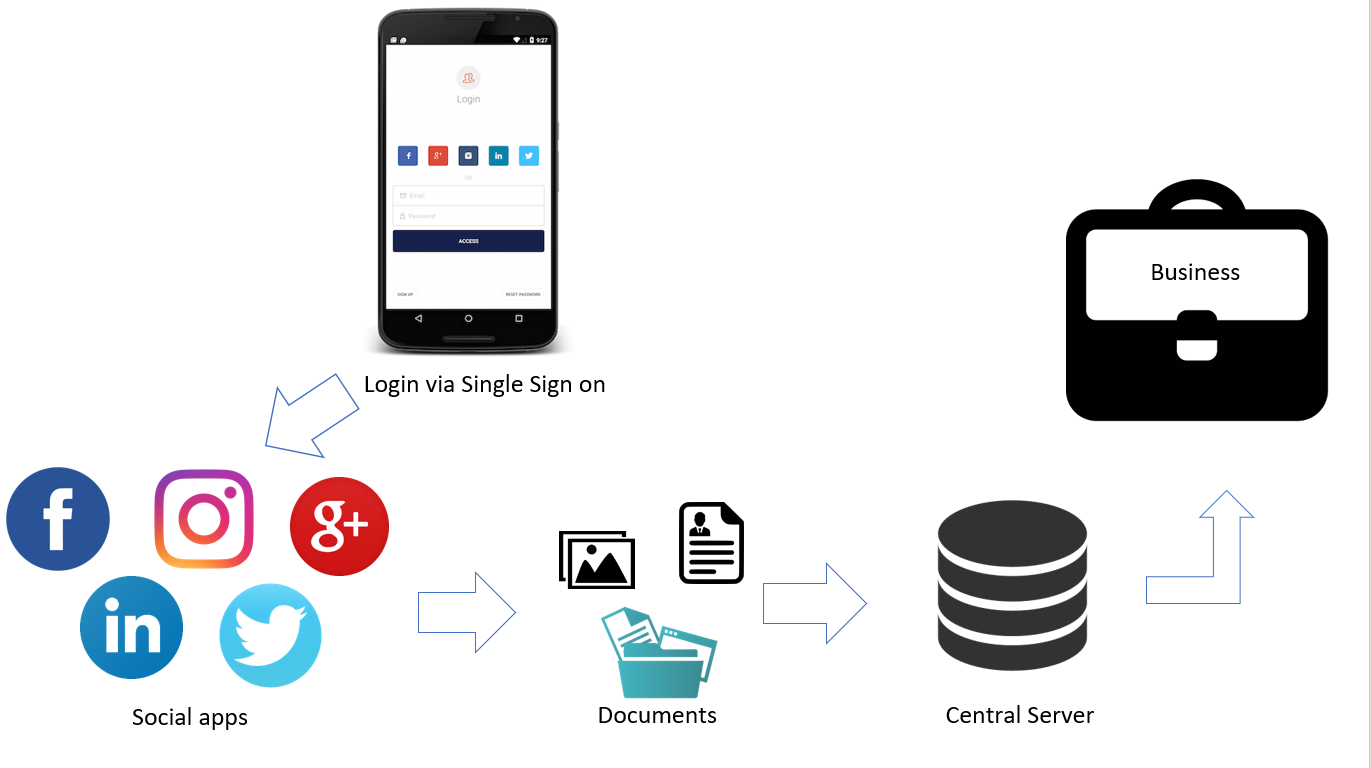 9:27
Login
f g+ in
OR
Email
Password
ACCESS
SIGN UP RESET PASSWORD
Login via Single Sign on
Business
f g+
in
Social apps
Documents
Central Server